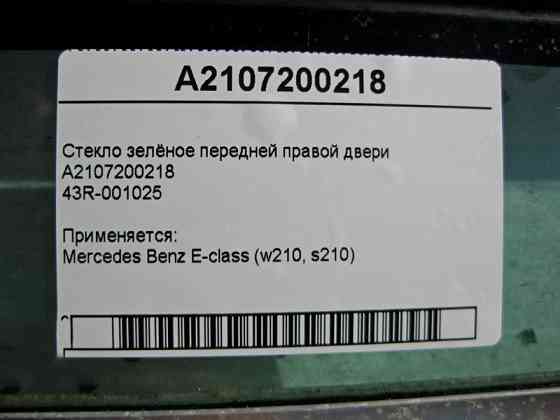 A2107200218
Стекло зелёное передней правой двери
A2107200218
43R-001025
Применяется:
Mercedes Benz E-class (w210, s210)